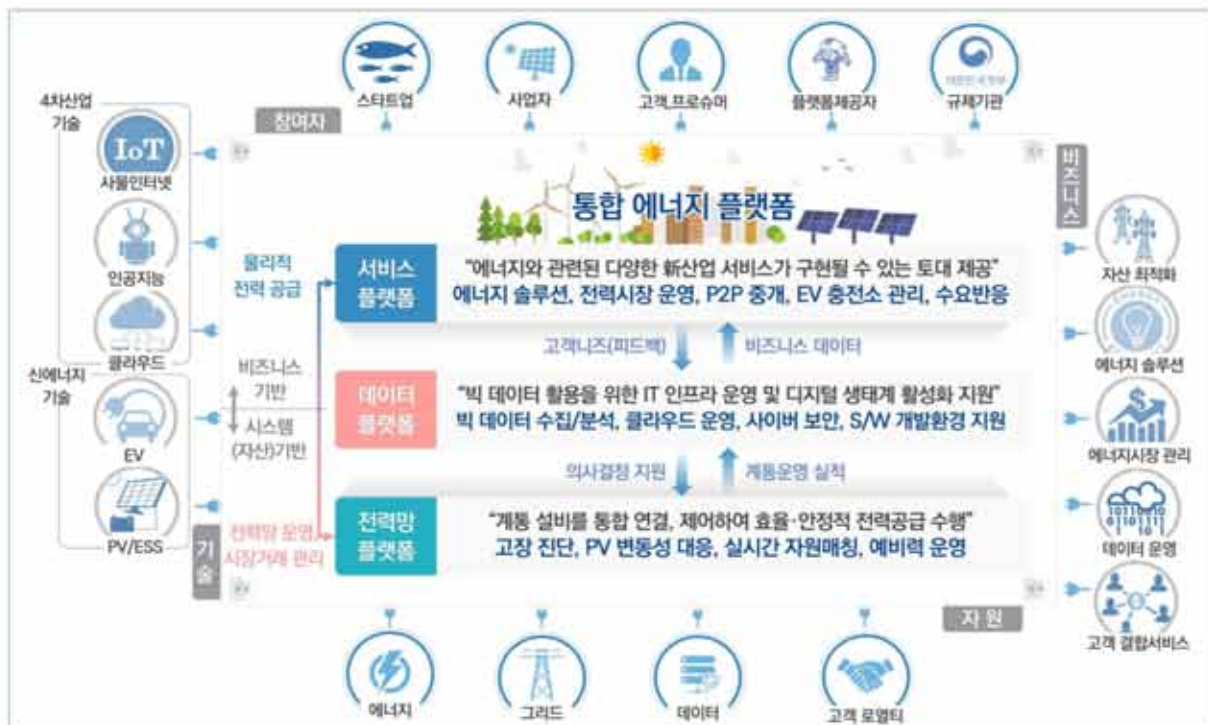 스타트업
사업자
고객,프로슈머
플랫폼제공자
대한민국정부
규제기관
참여자
4차산업
기술
IoT
사물인터넷
인공지능
클라우드
신에너지
기술
EV
PV/ESS
기술
통합 에너지 플랫폼
물리적
전력 공급
서비스
플랫폼
"에너지와 관련된 다양한 新산업 서비스가 구현될 수 있는 토대 제공"
에너지 솔루션, 전력시장 운영, P2P 중개, EV 충전소 관리, 수요반응
고객니즈(피드백)
비즈니스 데이터
비즈니스
기반
시스템
(자산)기반
데이터
플랫폼
"빅 데이터 활용을 위한 IT 인프라 운영 및 디지털 생태계 활성화 지원"
빅 데이터 수집/분석, 클라우드 운영, 사이버 보안, S/W 개발환경 지원
의사결정 지원
계통운영 실적
전력망 운영,
시장거래 관리
전력망
플랫폼
"계통 설비를 통합 연결, 제어하여 효율·안정적 전력공급 수행"
고장 진단, PV 변동성 대응, 실시간 자원매칭, 예비력 운영
비즈니스
자산 최적화
에너지 솔루션
에너지시장 관리
데이터 운영
고객 결합서비스
자 원
에너지
그리드
데이터
고객 로열티